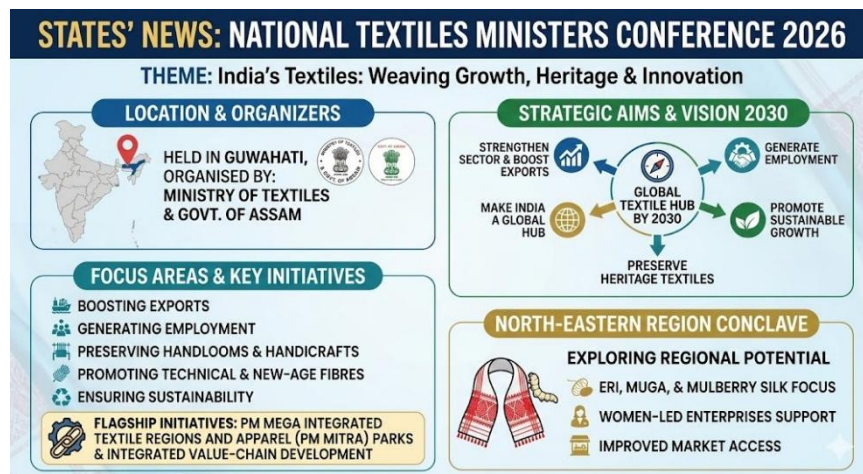 STATES' NEWS: NATIONAL TEXTILES MINISTERS CONFERENCE 2026
THEME: India's Textiles: Weaving Growth, Heritage & Innovation
LOCATION & ORGANIZERS
HELD IN GUWAHATI,
ORGANISED BY:
MINISTRY OF TEXTILES
& GOVT. OF ASSAM
STRATEGIC AIMS & VISION 2030
STRENGTHEN
SECTOR & BOOST
EXPORTS
GENERATE
EMPLOYMENT
GLOBAL
TEXTILE HUB
BY 2030
MAKE INDIA
A GLOBAL
HUB
PROMOTE
SUSTAINABLE
GROWTH
PRESERVE
HERITAGE TEXTILES
FOCUS AREAS & KEY INITIATIVES
BOOSTING EXPORTS
GENERATING EMPLOYMENT
PRESERVING HANDLOOMS & HANDICRAFTS
PROMOTING TECHNICAL & NEW-AGE FIBRES
ENSURING SUSTAINABILITY
FLAGSHIP INITIATIVES: PM MEGA INTEGRATED
TEXTILE REGIONS AND APPAREL (PM MITRA) PARKS
& INTEGRATED VALUE-CHAIN DEVELOPMENT
NORTH-EASTERN REGION CONCLAVE
EXPLORING REGIONAL POTENTIAL
ERI, MUGA, & MULBERRY SILK FOCUS
WOMEN-LED ENTERPRISES SUPPORT
IMPROVED MARKET ACCESS